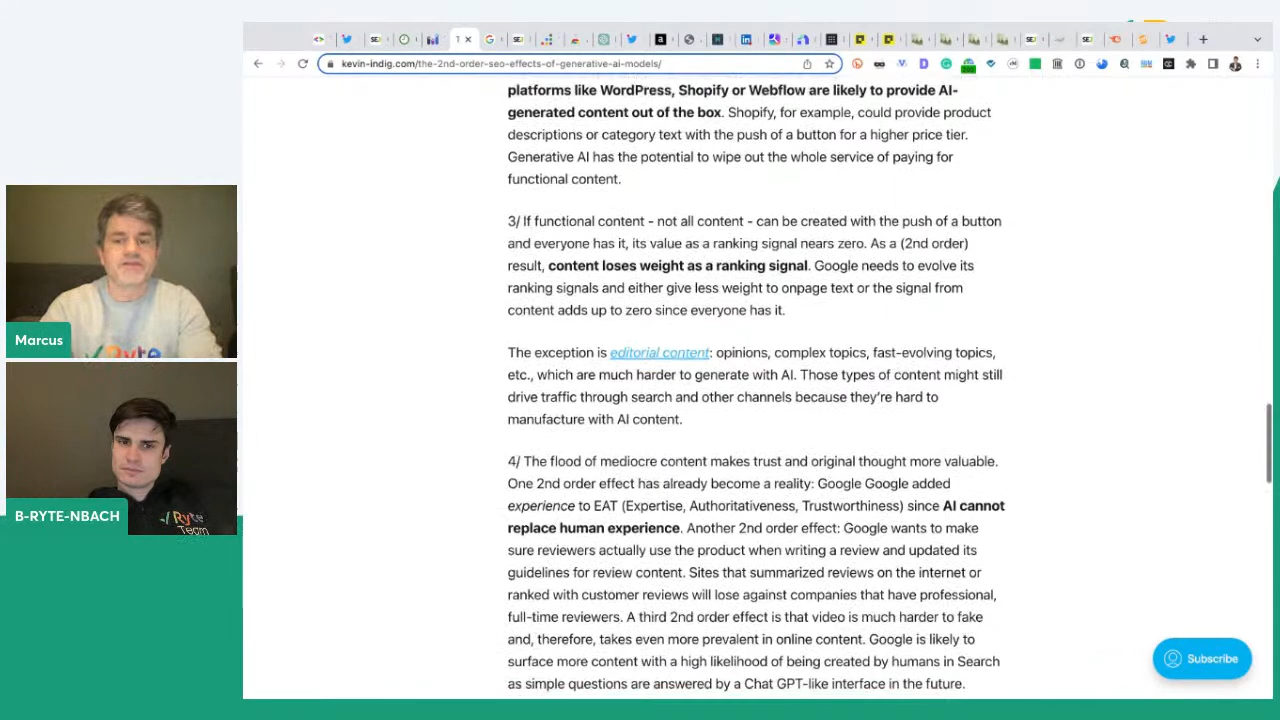 kevin-indig.com/the-2nd-order-seo-effects-of-generative-ai-models/
platforms like WordPress, Shopify or Webflow are likely to provide AI-
generated content out of the box. Shopify, for example, could provide product
descriptions or category text with the push of a button for a higher price tier.
Generative AI has the potential to wipe out the whole service of paying for
functional content.
3/ If functional content - not all content - can be created with the push of a button
and everyone has it, its value as a ranking signal nears zero. As a (2nd order)
result, content loses weight as a ranking signal. Google needs to evolve its
ranking signals and either give less weight to onpage text or the signal from
content adds up to zero since everyone has it.
The exception is editorial content: opinions, complex topics, fast-evolving topics,
etc., which are much harder to generate with AI. Those types of content might still
drive traffic through search and other channels because they're hard to
manufacture with AI content.
4/ The flood of mediocre content makes trust and original thought more valuable.
One 2nd order effect has already become a reality: Google Google added
experience to EAT (Expertise, Authoritativeness, Trustworthiness) since AI cannot
replace human experience. Another 2nd order effect: Google wants to make
sure reviewers actually use the product when writing a review and updated its
guidelines for review content. Sites that summarized reviews on the internet or
ranked with customer reviews will lose against companies that have professional,
full-time reviewers. A third 2nd order effect is that video is much harder to fake
and, therefore, takes even more prevalent in online content. Google is likely to
surface more content with a high likelihood of being created by humans in Search
as simple questions are answered by a Chat GPT-like interface in the future.
Subscribe
Marcus
Ryte
B-RYTE-NBACH
Ryte
Team